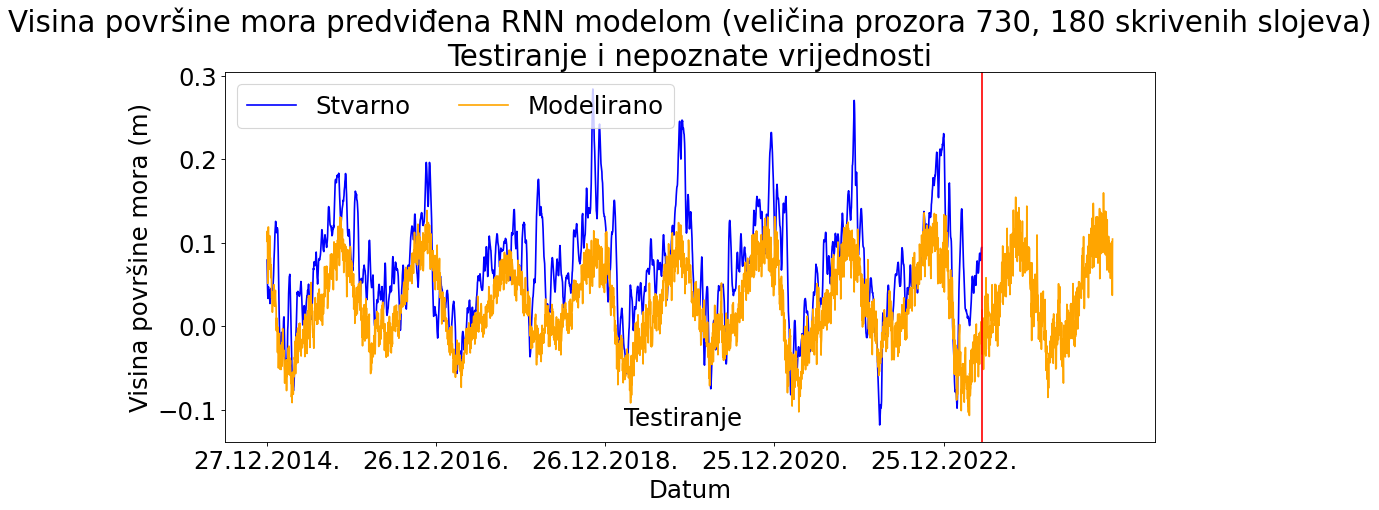 Visina površine mora predviđena RNN modelom (veličina prozora 730, 180 skrivenih slojeva)
Testiranje i nepoznate vrijednosti
Stvarno
Modelirano
Visina površine mora (m)
0.3
0.2
0.1
0.0
−0.1
Testiranje
27.12.2014.
26.12.2016.
26.12.2018.
25.12.2020.
25.12.2022.
Datum